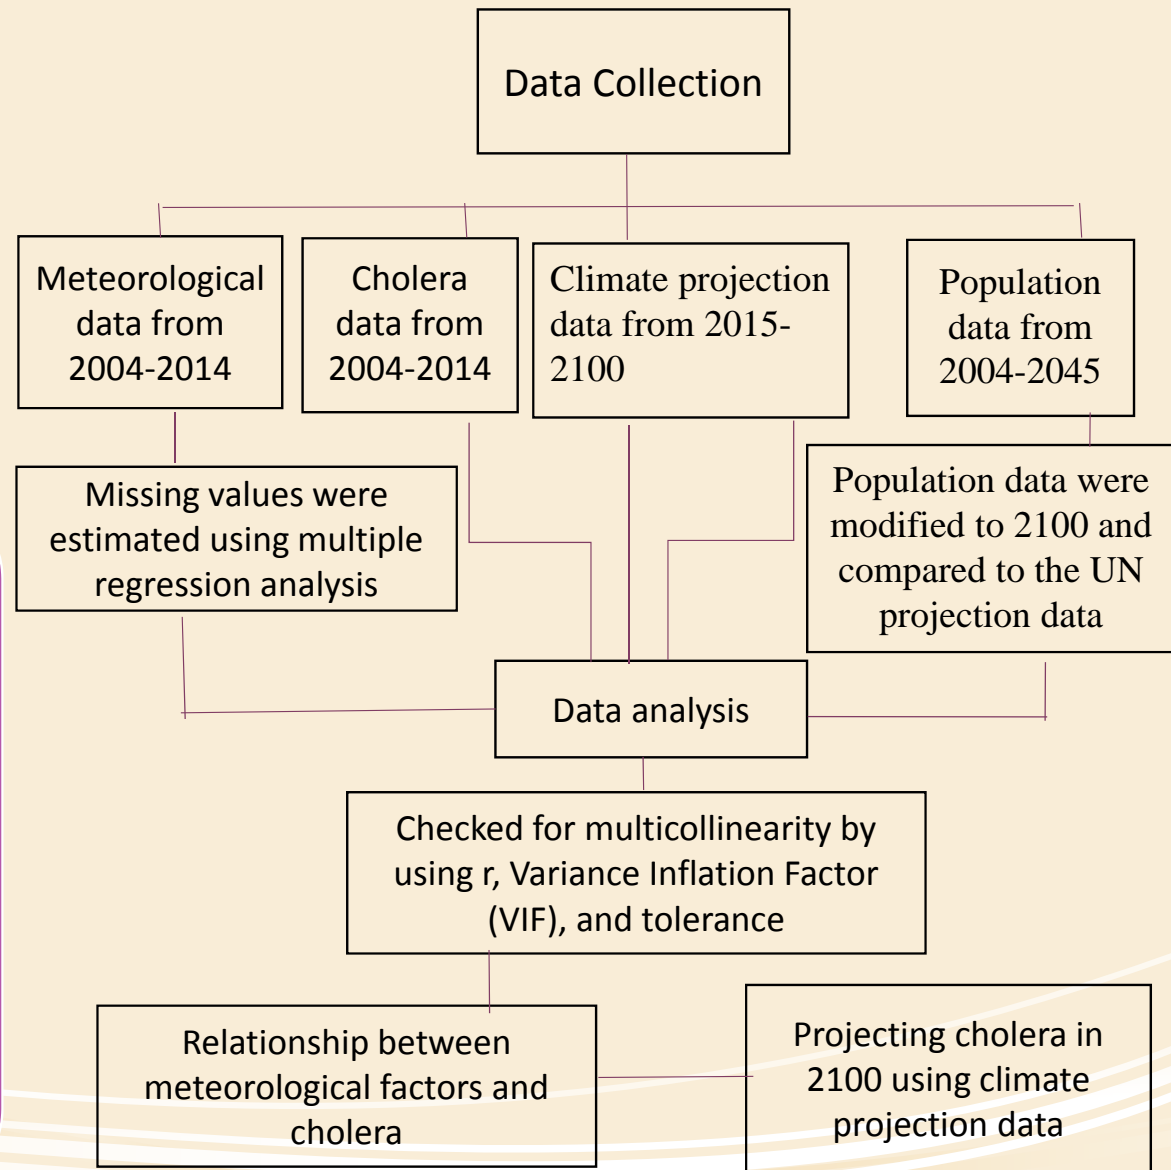 Data Collection
Meteorological
data from
2004-2014
Cholera
data from
2004-2014
Climate projection
data from 2015-
2100
Population
data from
2004-2045
Missing values were
estimated using multiple
regression analysis
Population data were
modified to 2100 and
compared to the UN
projection data
Data analysis
Checked for multicollinearity by
using r, Variance Inflation Factor
(VIF), and tolerance
Relationship between
meteorological factors and
cholera
Projecting cholera in
2100 using climate
projection data